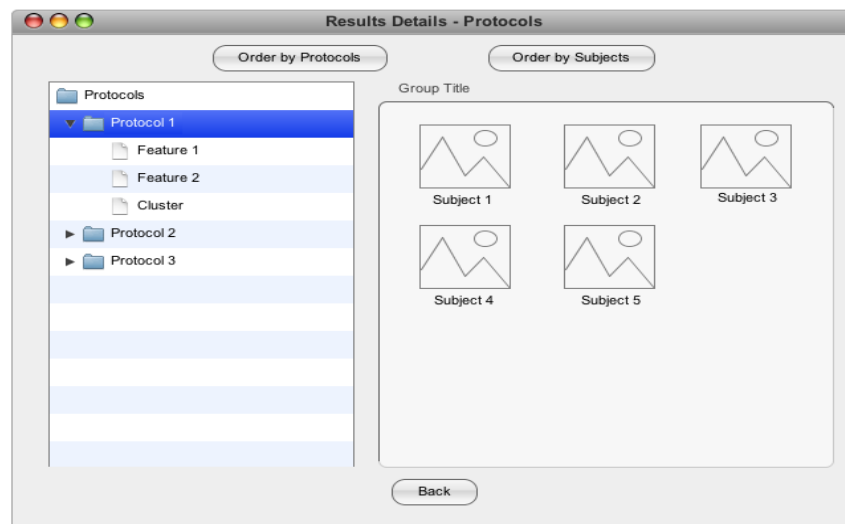 Results Details - Protocols
Order by Protocols
Order by Subjects
Protocols
Protocol 1
Feature 1
Feature 2
Cluster
Protocol 2
Protocol 3
Group Title
Subject 1
Subject 2
Subject 3
Subject 4
Subject 5
Back